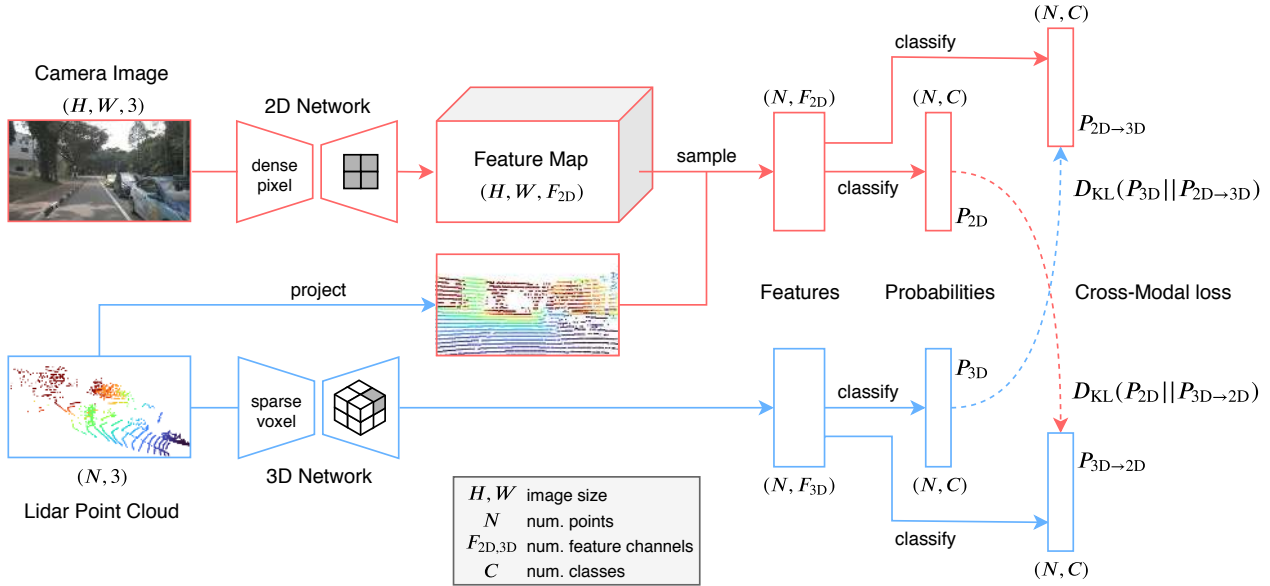 Camera Image
(H, W, 3)
2D Network
dense
pixel
Feature Map
(H, W, F2D)
sample
(N, F2D)
classify
classify
(N, C)
P2D
(N, C)
P2D→3D
DKL(P3D||P2D→3D)
project
Features
Probabilities
Cross-Modal loss
(N, 3)
Lidar Point Cloud
sparse
voxel
3D Network
classify
P3D
DKL(P2D||P3D→2D)
P3D→2D
(N, F3D)
(N, C)
classify
(N, C)
H, W image size
N num. points
F2D,3D num. feature channels
C num. classes